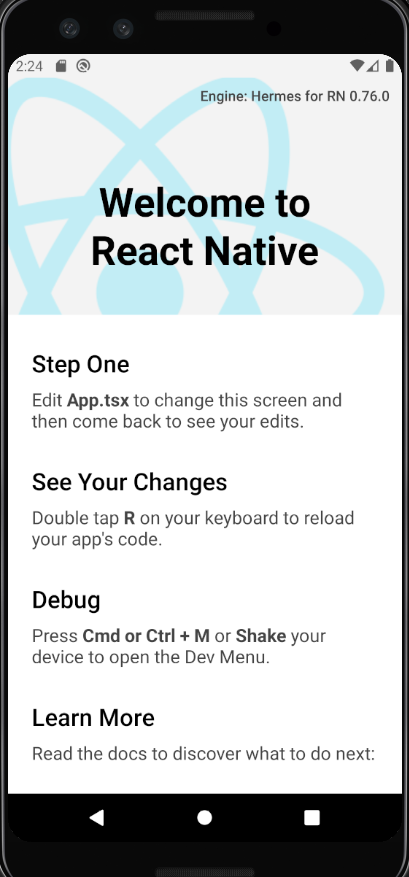 2:24
Engine: Hermes for RN 0.76.0
Welcome to
React Native
Step One
Edit App.tsx to change this screen and
then come back to see your edits.
See Your Changes
Double tap R on your keyboard to reload
your app's code.
Debug
Press Cmd or Ctrl + M or Shake your
device to open the Dev Menu.
Learn More
Read the docs to discover what to do next: